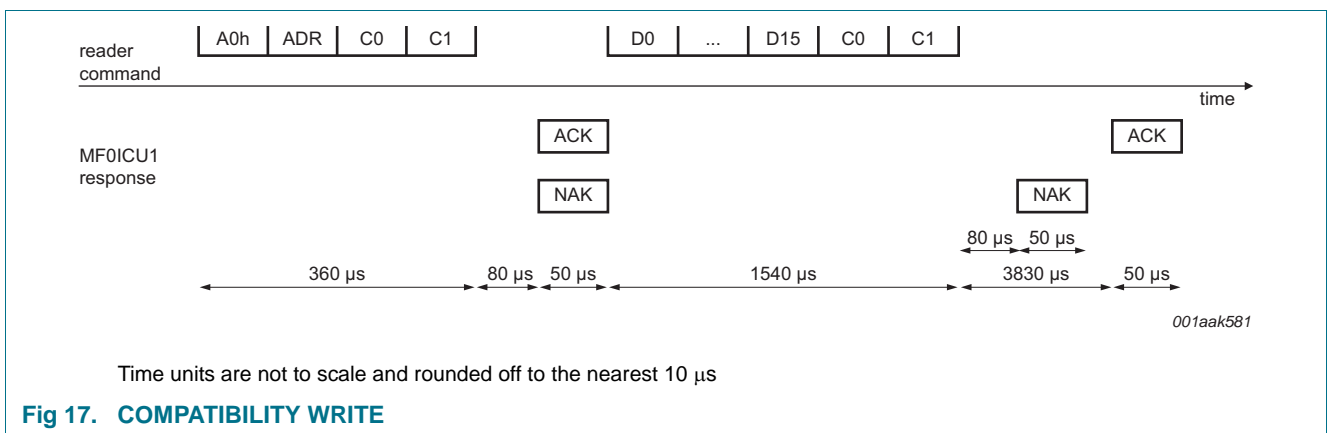 reader command
A0h ADR C0 C1 D0 ... D15 C0 C1
time
MF0ICU1 response
ACK ACK
NAK NAK
80 µs 50 µs
360 µs 80 µs 50 µs 1540 µs 3830 µs 50 µs
001aak581
Time units are not to scale and rounded off to the nearest 10 µs
Fig 17. COMPATIBILITY WRITE